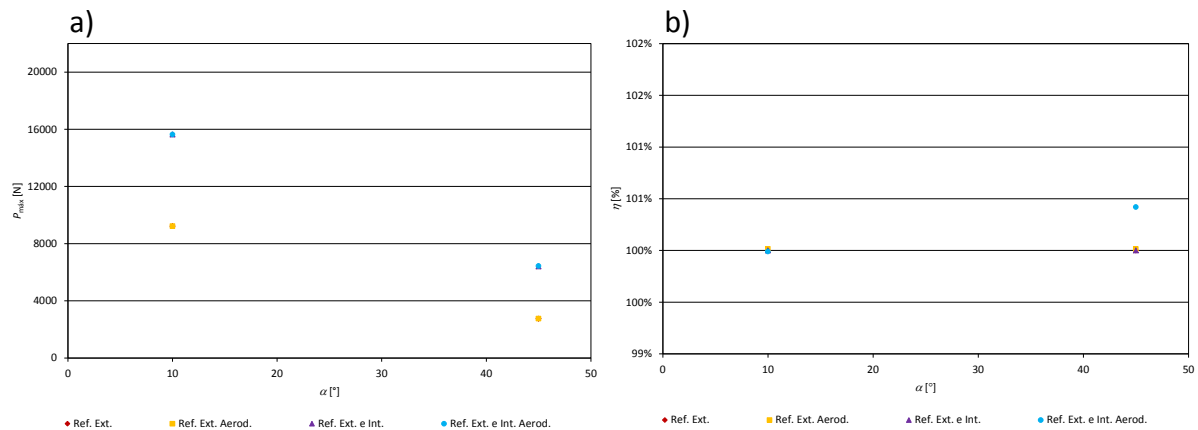 a)
20000
16000
12000
8000
4000
0
Pmáx [N]
0 10 20 30 40 50
α [°]
Ref. Ext. Ref. Ext. Aerod. Ref. Ext. e Int. Ref. Ext. e Int. Aerod.
b)
102%
102%
101%
101%
100%
100%
99%
η [%]
0 10 20 30 40 50
α [°]
Ref. Ext. Ref. Ext. Aerod. Ref. Ext. e Int. Ref. Ext. e Int. Aerod.